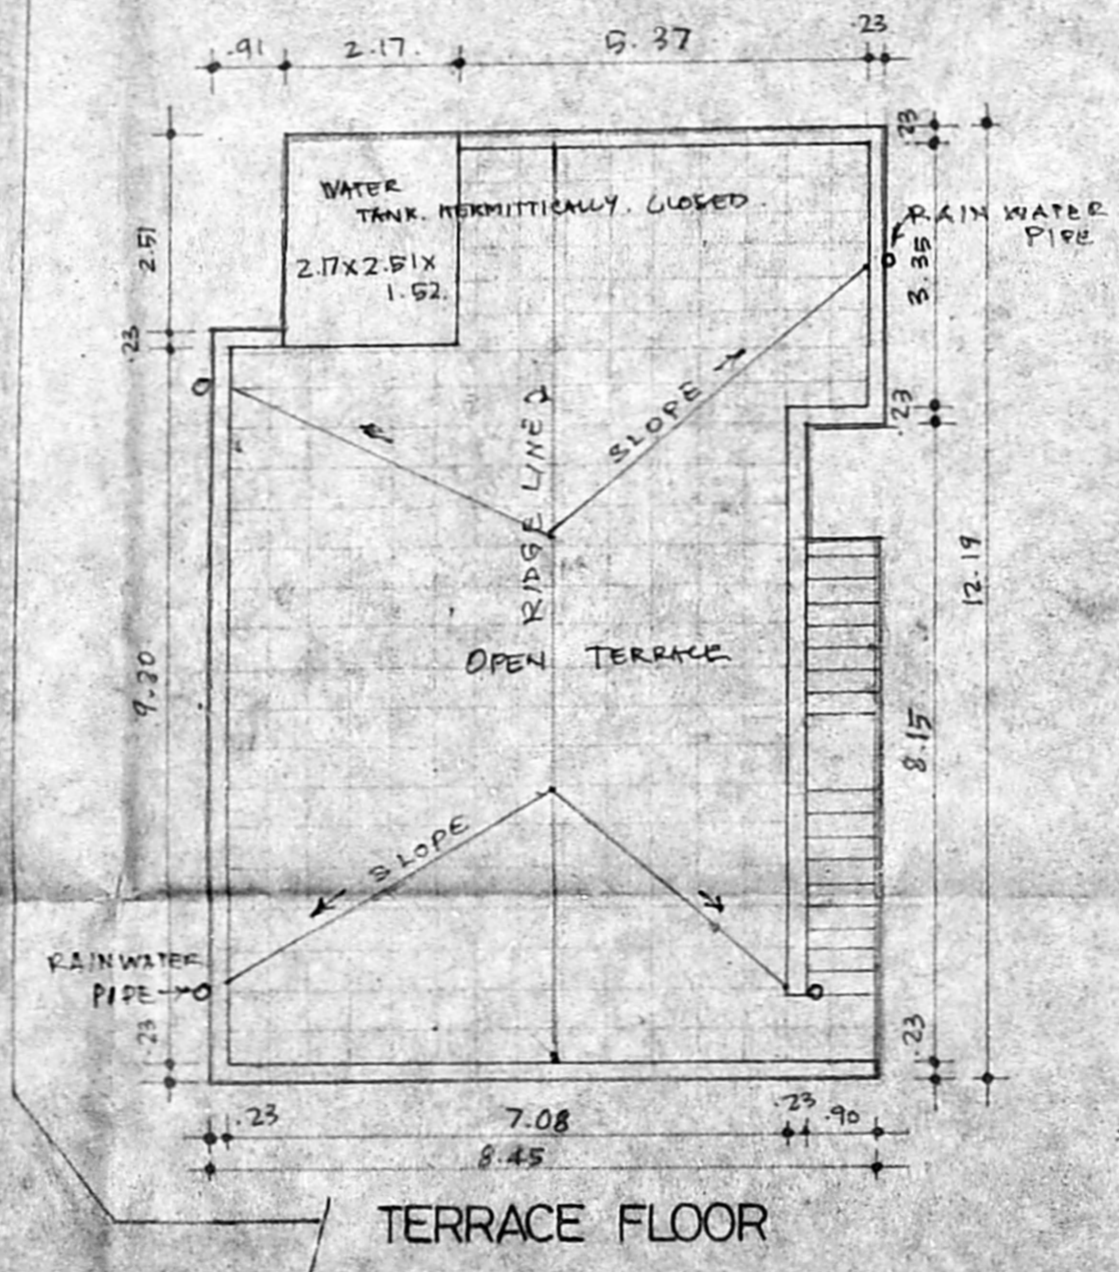 .91 2.17. 5.37 .23
.23
WATER
TANK. HERMITTICALLY. CLOSED.
2.17X2.51X
1.52.
2.51
.23
RAIN WATER
PIPE
3.35
.23
SLOPE
RIDGE LINE
OPEN TERRACE
12.19
9.20
8.15
SLOPE
RAINWATER
PIPE
.23
.23
.23 7.08 .23 .90
8.45
TERRACE FLOOR